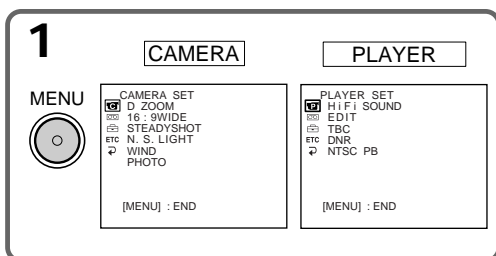 1
CAMERA
PLAYER
MENU
CAMERA SET
D ZOOM
16 : 9WIDE
STEADYSHOT
ETC N. S. LIGHT
WIND
PHOTO
[MENU] : END
PLAYER SET
HiFi SOUND
EDIT
TBC
ETC DNR
NTSC PB
[MENU] : END